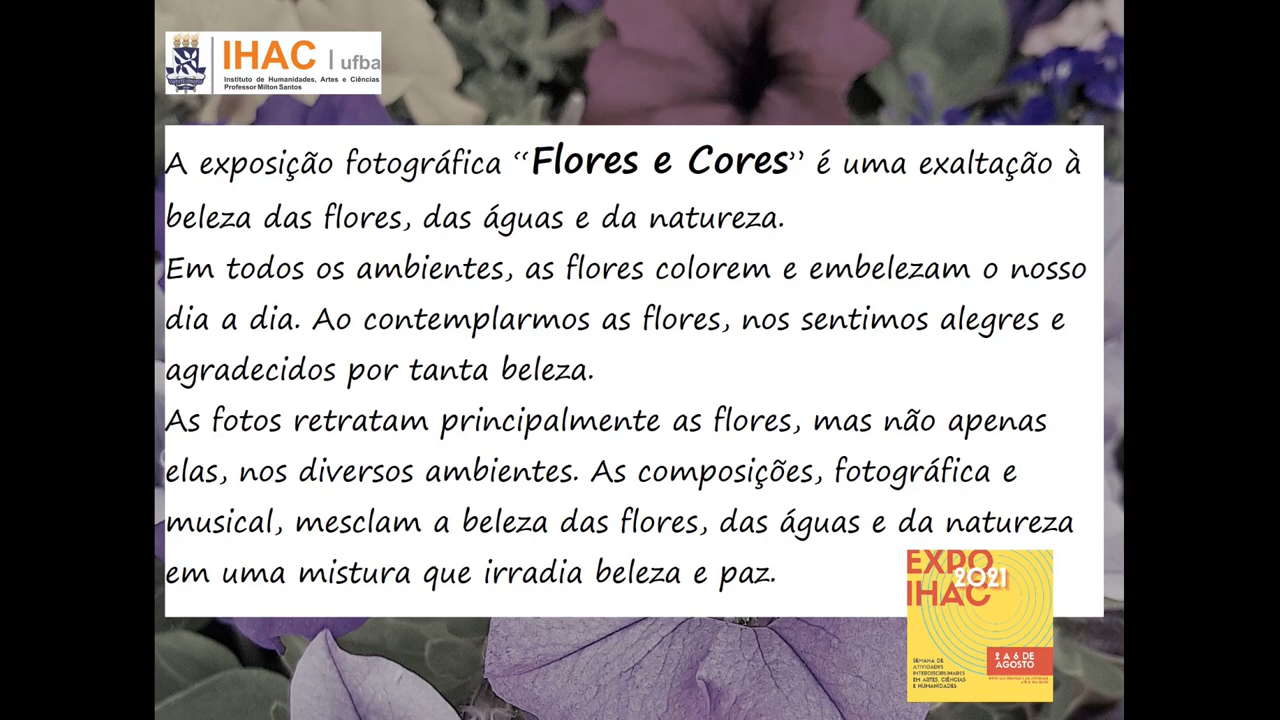 IHAC | ufba
Instituto de Humanidades, Artes e Ciências
Professor Milton Santos
A exposição fotográfica “Flores e Cores” é uma exaltação à
beleza das flores, das águas e da natureza.
Em todos os ambientes, as flores colorem e embelezam o nosso
dia a dia. Ao contemplarmos as flores, nos sentimos alegres e
agradecidos por tanta beleza.
As fotos retratam principalmente as flores, mas não apenas
elas, nos diversos ambientes. As composições, fotográfica e
musical, mesclam a beleza das flores, das águas e da natureza
em uma mistura que irradia beleza e paz.
EXPO
2021
IHAC
SEMANA DE
ATIVIDADES
INTERDISCIPLINARES
EM ARTES, CIÊNCIAS
E HUMANIDADES
2 A 6 DE
AGOSTO